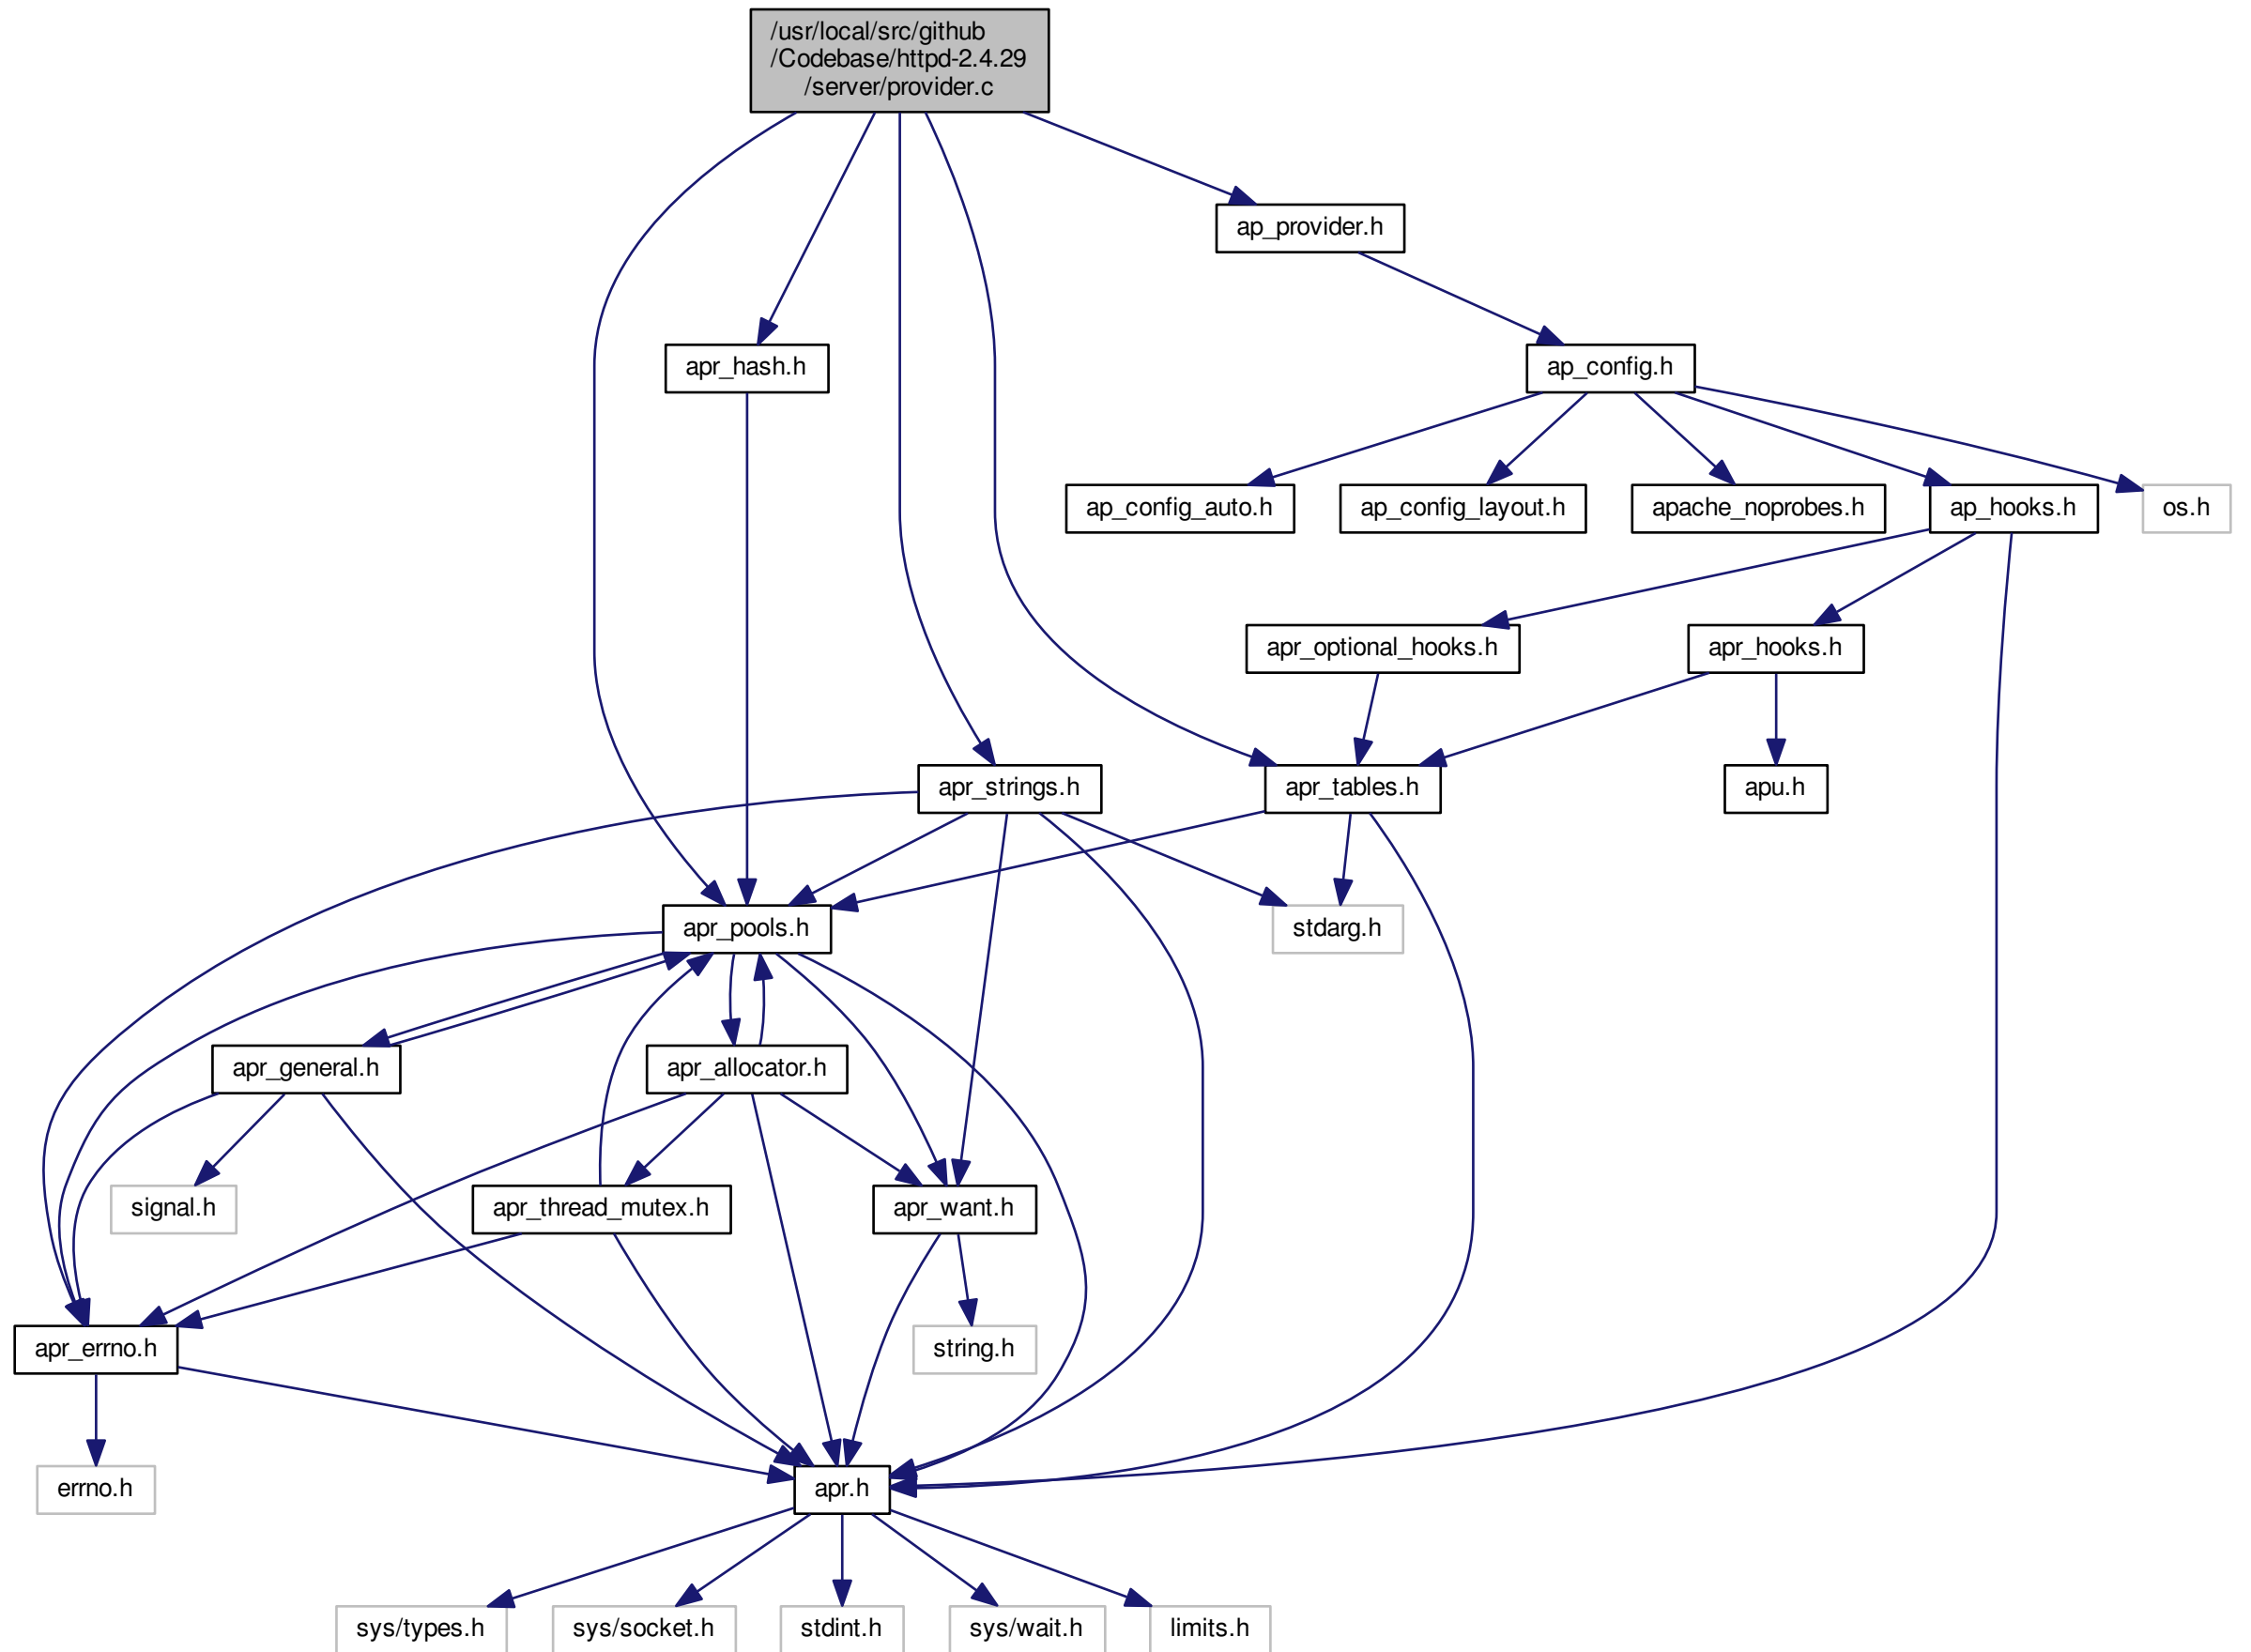 /usr/local/src/github
/Codebase/httpd-2.4.29
/server/provider.c
ap_provider.h
apr_hash.h
ap_config.h
ap_config_auto.h
ap_config_layout.h
apache_noprobes.h
ap_hooks.h
os.h
apr_optional_hooks.h
apr_hooks.h
apr_strings.h
apr_tables.h
apu.h
apr_pools.h
stdarg.h
apr_general.h
apr_allocator.h
signal.h
apr_thread_mutex.h
apr_want.h
apr_errno.h
string.h
errno.h
apr.h
sys/types.h
sys/socket.h
stdint.h
sys/wait.h
limits.h